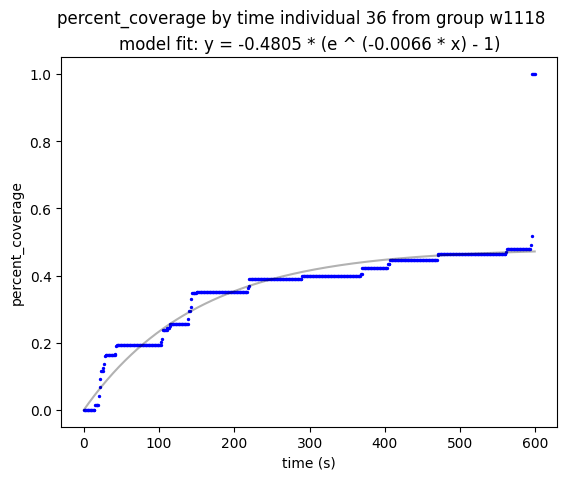 percent_coverage by time individual 36 from group w1118
model fit: y = -0.4805 * (e ^ (-0.0066 * x) - 1)
1.0
0.8
0.6
0.4
0.2
0.0
percent_coverage
0 100 200 300 400 500 600
time (s)